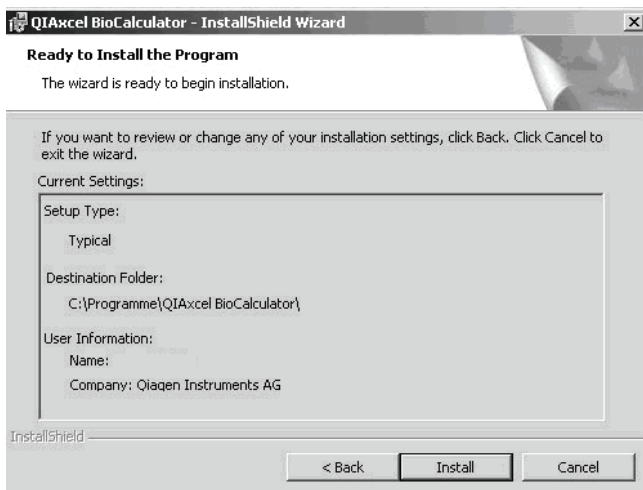 QIAxcel BioCalculator - InstallShield Wizard
Ready to Install the Program
The wizard is ready to begin installation.
If you want to review or change any of your installation settings, click Back. Click Cancel to
exit the wizard.
Current Settings:
Setup Type:
Typical
Destination Folder:
C:\Programme\QIAxcel BioCalculator\
User Information:
Name:
Company: Qiagen Instruments AG
InstallShield
< Back Install Cancel